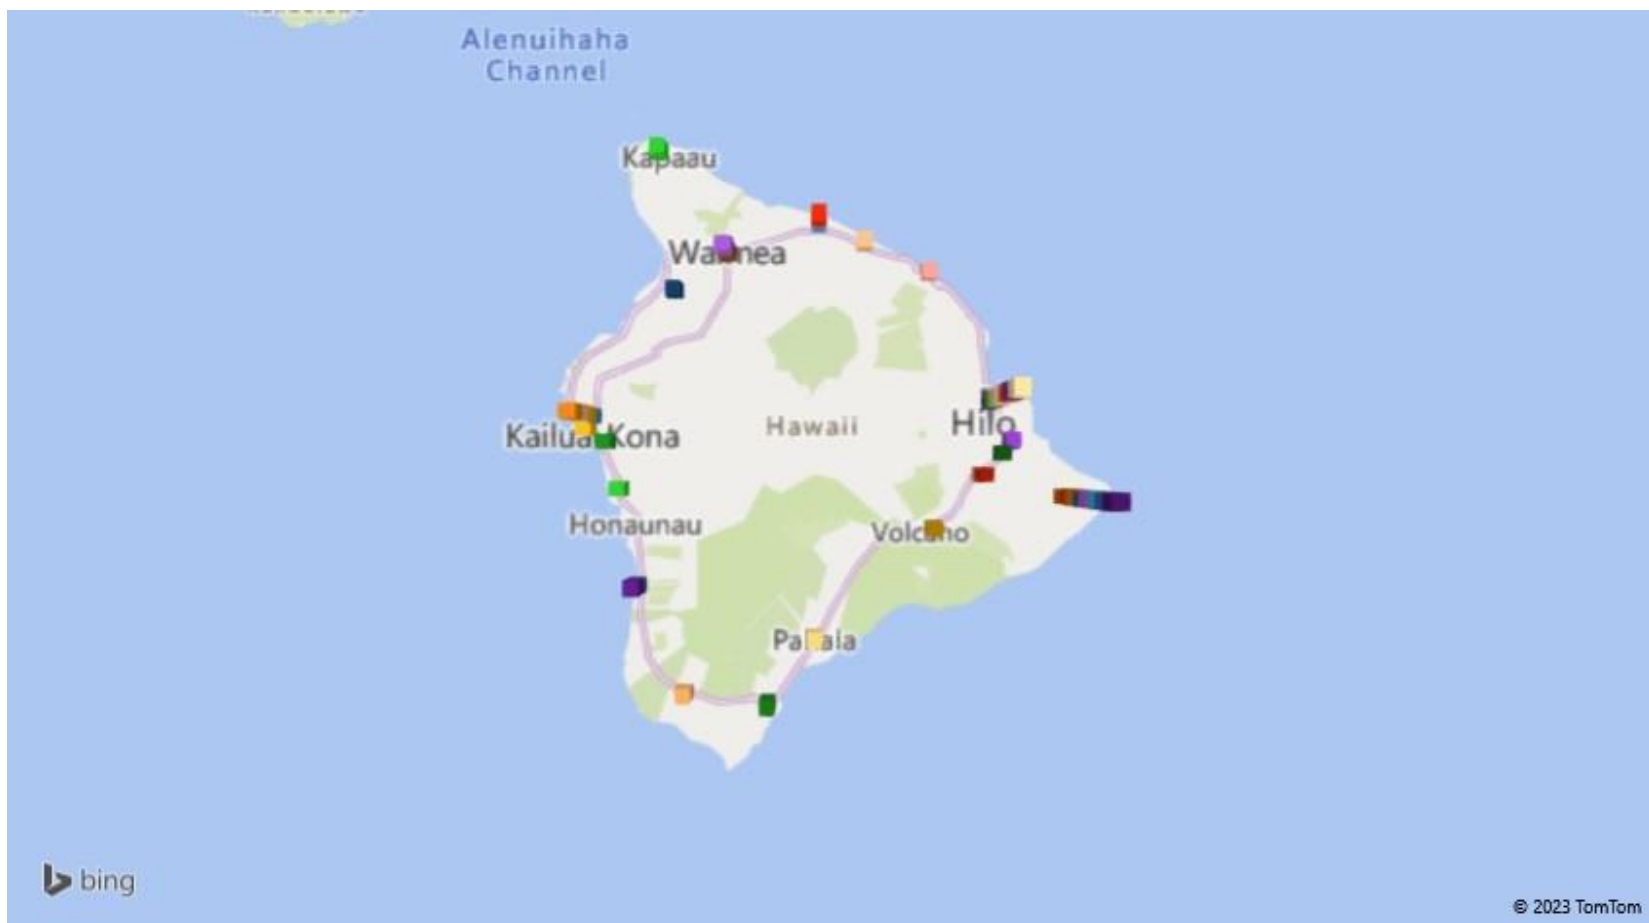 Alenuihaha
Channel
Kapaau
Waimea
Hawaii
Hilo
Kailua Kona
Honaunau
Volcano
Pahala
bing
© 2023 TomTom